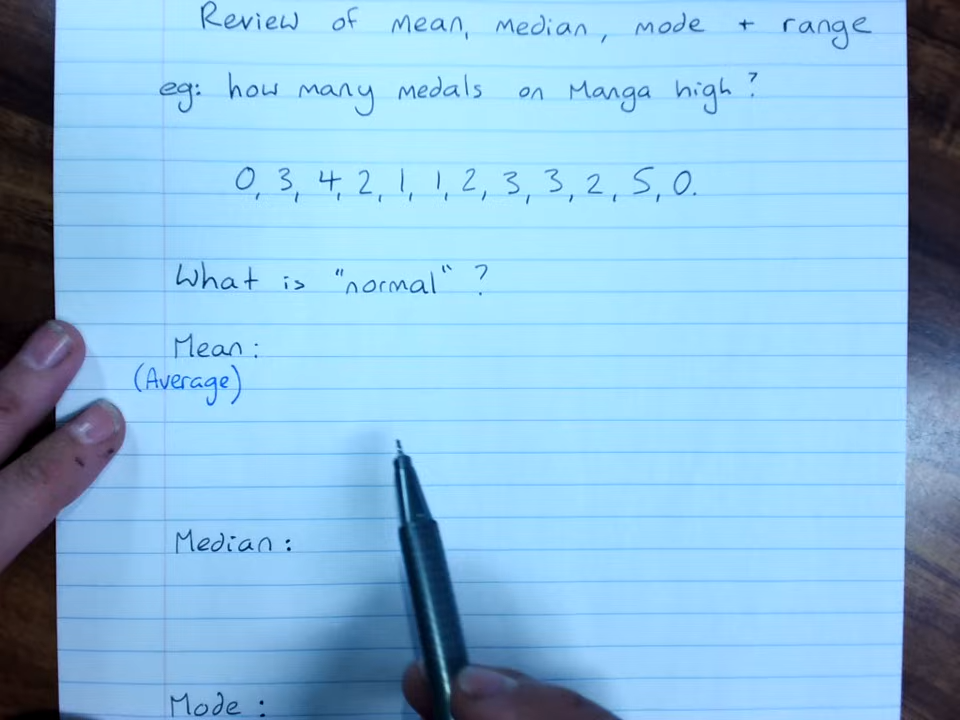 Review of mean, median, mode + range
eg: how many medals on Manga high?
0, 3, 4, 2, 1, 1, 2, 3, 3, 2, 5, 0.
What is "normal"?
Mean:
(Average)
Median:
Mode: